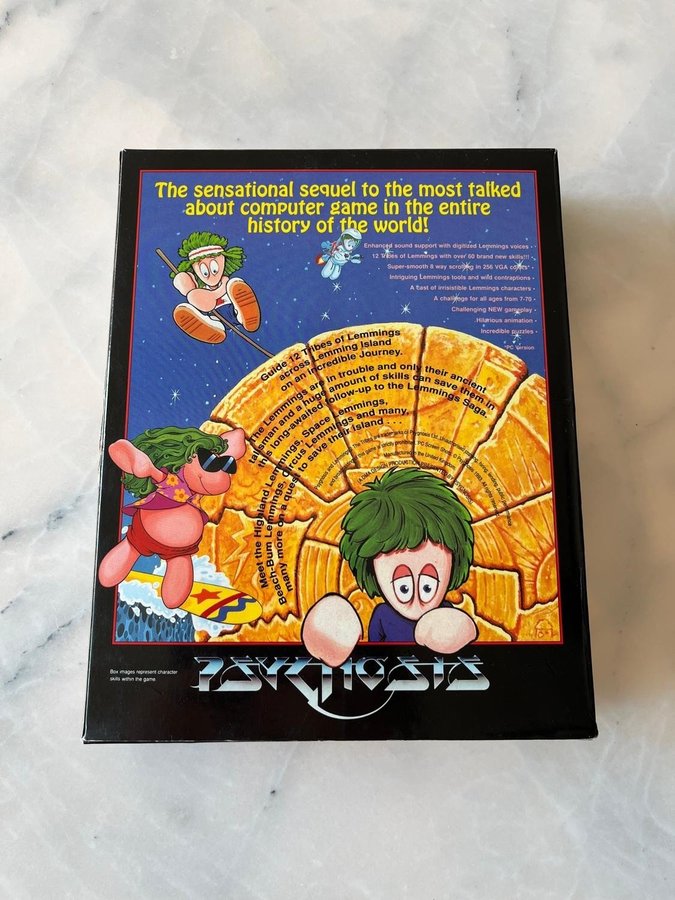 The sensational sequel to the most talked
about computer game in the entire
history of the world!
Enhanced sound support with digitized Lemmings voices •
12 Tribes of Lemmings with over 60 brand new skills!!! •
Super-smooth 8 way scrolling in 256 VGA colors* •
Intriguing Lemmings tools and wild contraptions •
A cast of irrisistible Lemmings characters •
A challenge for all ages from 7-70 •
Challenging NEW gameplay •
Hilarious animation •
Incredible puzzles •
*PC Version
Guide 12 Tribes of Lemmings
across Lemming Island
on an incredible Journey.
The Lemmings are in trouble and only their ancient
talisman and a huge amount of skills can save them in
this long-awaited follow-up to the Lemmings Saga.
Meet the Highland Lemmings, Space Lemmings,
Beach-Bum Lemmings, Circus Lemmings and many,
many more on a quest to save their Island . . .
Manufactured in the United Kingdom.
Box images represent character
skills within the game.
PSYGNOSIS